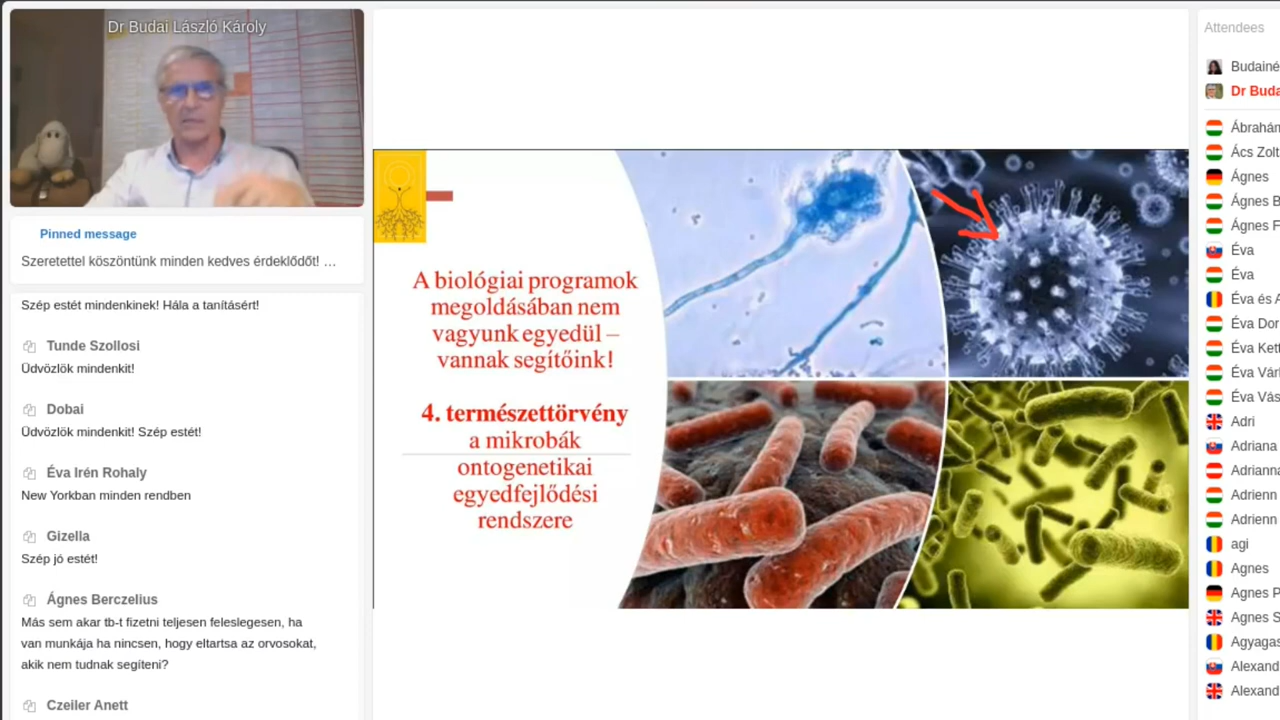 Dr Budai László Károly
Pinned message
Szeretettel köszöntünk minden kedves érdeklődőt! …
Szép estét mindenkinek! Hála a tanításért!
Tunde Szollosi
Üdvözlök mindenkit!
Dobai
Üdvözlök mindenkit! Szép estét!
Éva Irén Rohaly
New Yorkban minden rendben
Gizella
Szép jó estét!
Ágnes Berczelius
Más sem akar tb-t fizetni teljesen feleslegesen, ha
van munkája ha nincsen, hogy eltartsa az orvosokat,
akik nem tudnak segíteni?
Czeiler Anett
A biológiai programok
megoldásában nem
vagyunk egyedül –
vannak segítőink!
4. természettörvény
a mikrobák
ontogenetikai
egyedfejlődési
rendszere
Attendees
Budainé
Dr Buda
Ábrahám
Ács Zolt
Ágnes
Ágnes B
Ágnes F
Éva
Éva
Éva és A
Éva Dor
Éva Kett
Éva Vár
Éva Vás
Adri
Adriana
Adrianna
Adrienn
Adrienn
agi
Agnes
Agnes P
Agnes S
Agyagas
Alexand
Alexand